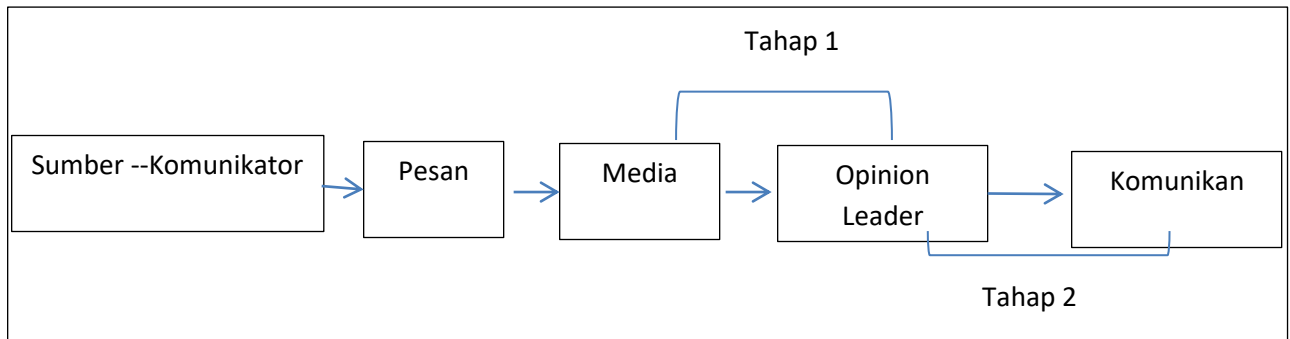 Tahap 1
Sumber --Komunikator
Pesan
Media
Opinion
Leader
Komunikan
Tahap 2